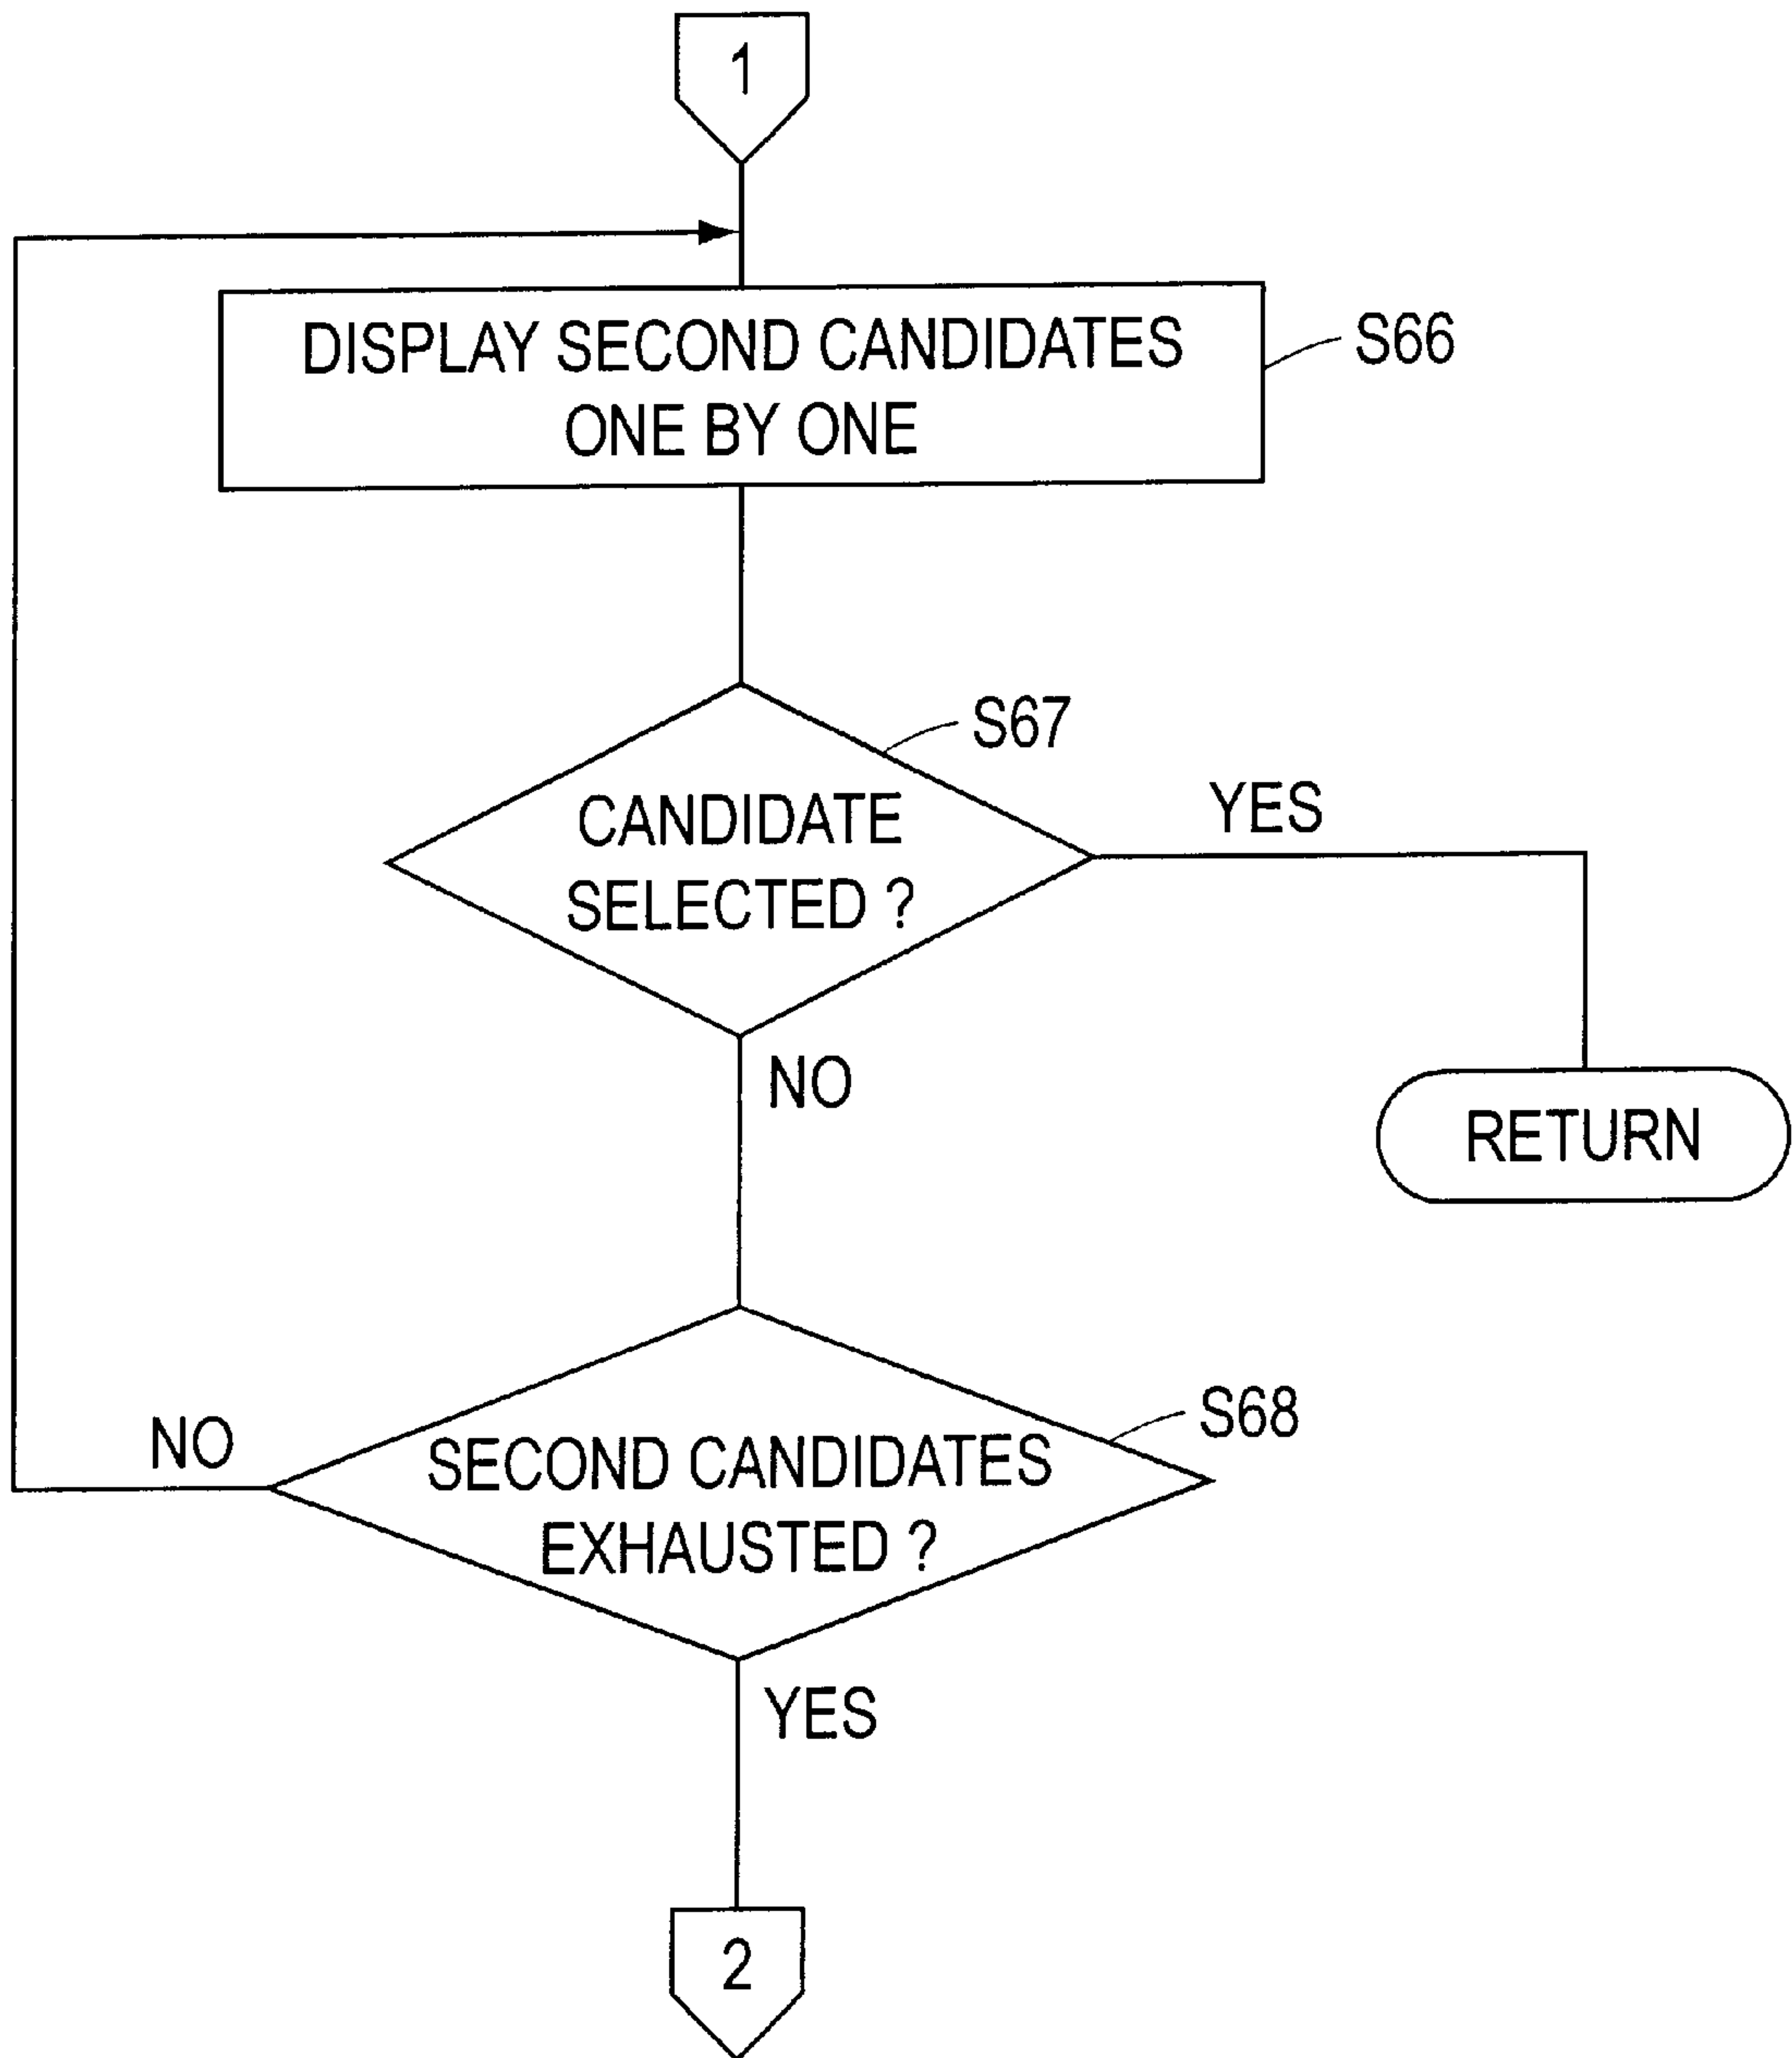 1
DISPLAY SECOND CANDIDATES
ONE BY ONE
S66
S67
CANDIDATE
SELECTED ?
YES
NO
RETURN
S68
NO
SECOND CANDIDATES
EXHAUSTED ?
YES
2